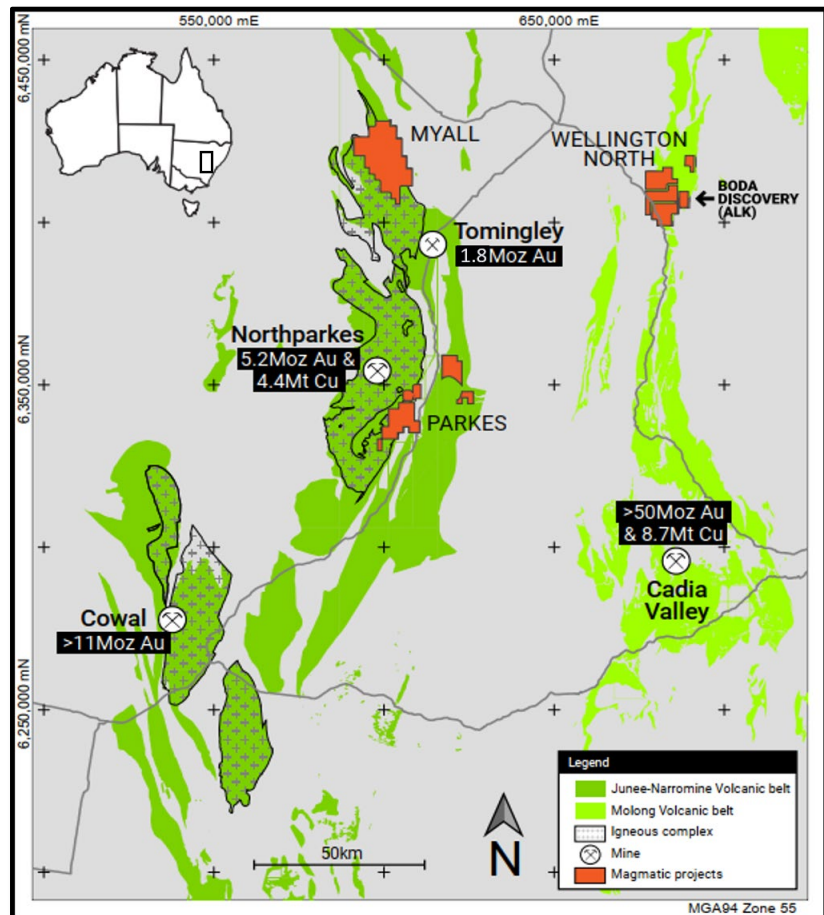 550,000 mE
650,000 mE
6,450,000 mN
MYALL
WELLINGTON
NORTH
BODA
DISCOVERY
(ALK)
Tomingley
1.8Moz Au
Northparkes
5.2Moz Au &
4.4Mt Cu
6,350,000 mN
PARKES
>50Moz Au
& 8.7Mt Cu
Cadia
Valley
Cowal
>11Moz Au
6,250,000 mN
Legend
Junee-Narromine Volcanic belt
Molong Volcanic belt
Igneous complex
Mine
Magmatic projects
50km
N
MGA94 Zone 55